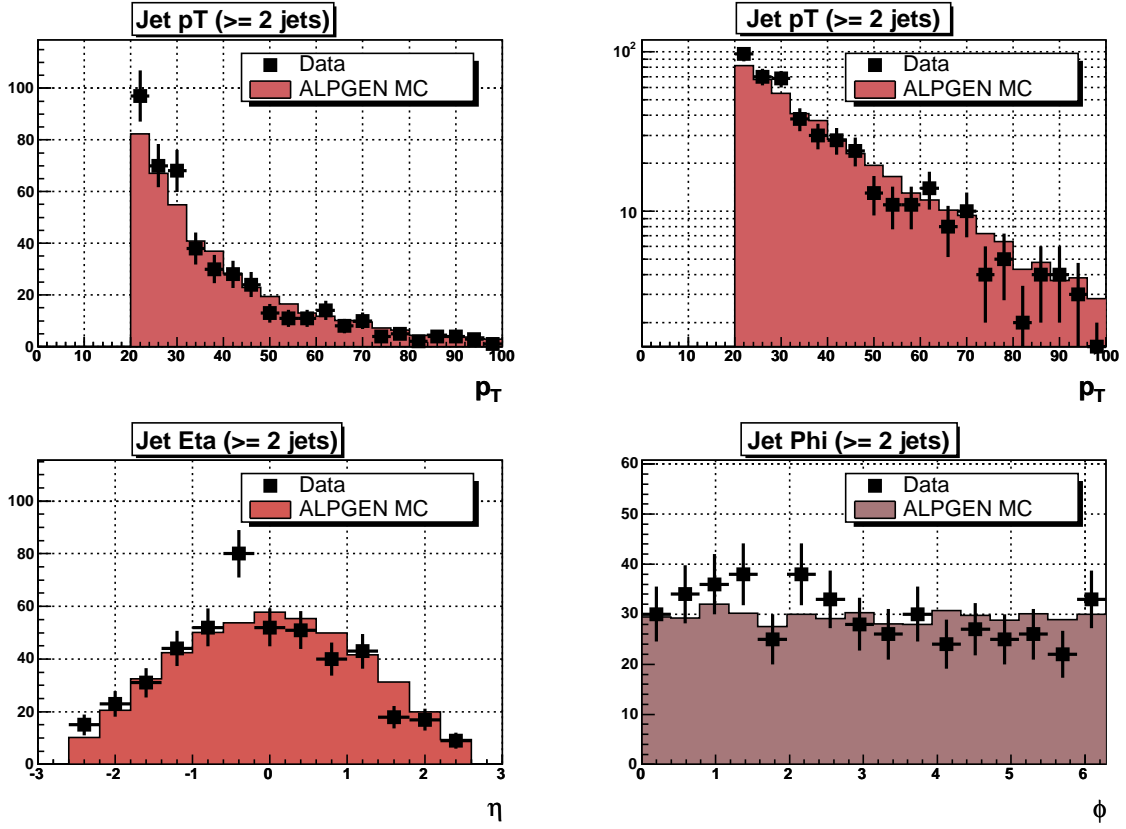 Jet pT (>= 2 jets)
Data
ALPGEN MC
100
80
60
40
20
0
0 10 20 30 40 50 60 70 80 90 100
pT
Jet pT (>= 2 jets)
Data
ALPGEN MC
10²
10
0 10 20 30 40 50 60 70 80 90 100
pT
Jet Eta (>= 2 jets)
Data
ALPGEN MC
100
80
60
40
20
0
-3 -2 -1 0 1 2 3
η
Jet Phi (>= 2 jets)
Data
ALPGEN MC
60
50
40
30
20
10
0
0 1 2 3 4 5 6
ϕ